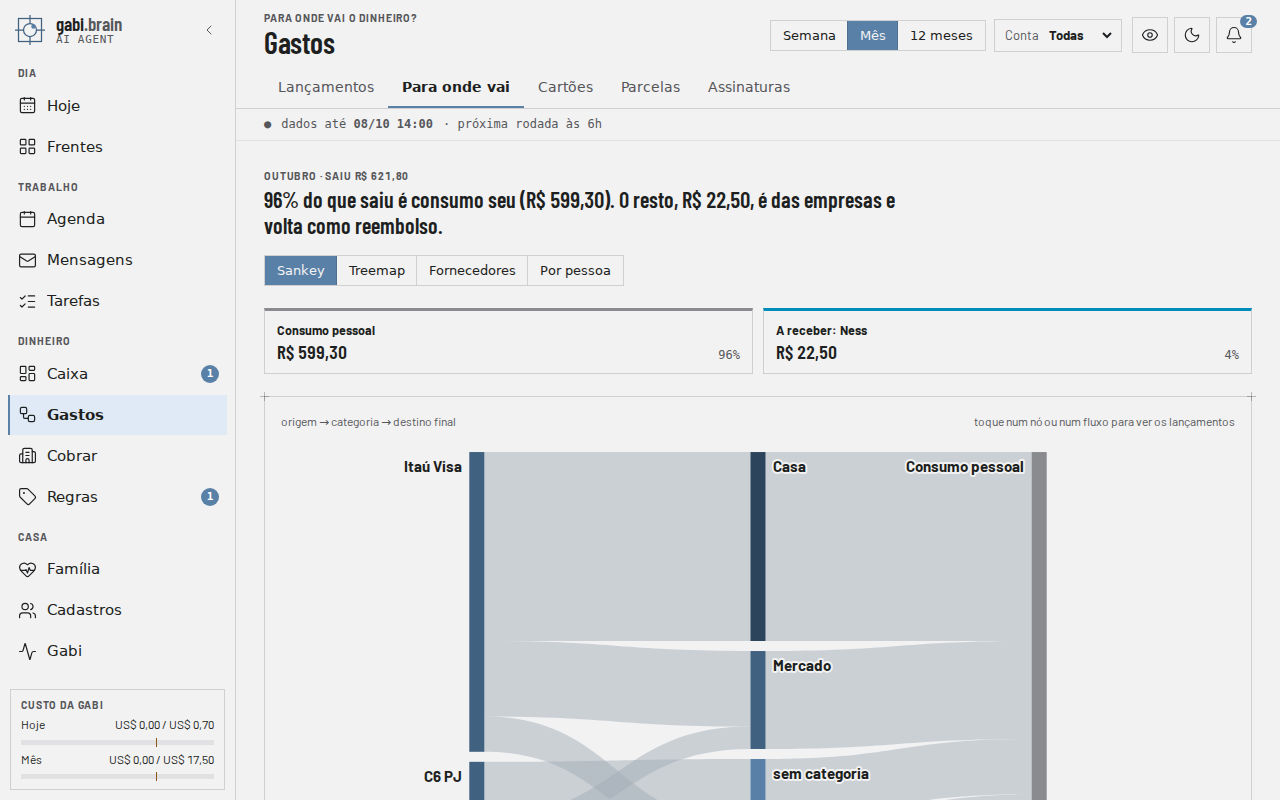 gabi.brain
AI AGENT
DIA
Hoje
Frentes
TRABALHO
Agenda
Mensagens
Tarefas
DINHEIRO
Caixa 1
Gastos
Cobrar
Regras 1
CASA
Família
Cadastros
Gabi
CUSTO DA GABI
Hoje US$ 0,00 / US$ 0,70
Mês US$ 0,00 / US$ 17,50
PARA ONDE VAI O DINHEIRO?
Gastos
Semana Mês 12 meses Conta Todas 2
Lançamentos Para onde vai Cartões Parcelas Assinaturas
● dados até 08/10 14:00 · próxima rodada às 6h
OUTUBRO · SAIU R$ 621,80
96% do que saiu é consumo seu (R$ 599,30). O resto, R$ 22,50, é das empresas e
volta como reembolso.
Sankey Treemap Fornecedores Por pessoa
Consumo pessoal
R$ 599,30 96%
A receber: Ness
R$ 22,50 4%
origem → categoria → destino final
toque num nó ou num fluxo para ver os lançamentos
Itaú Visa Casa Consumo pessoal
Mercado
C6 PJ sem categoria